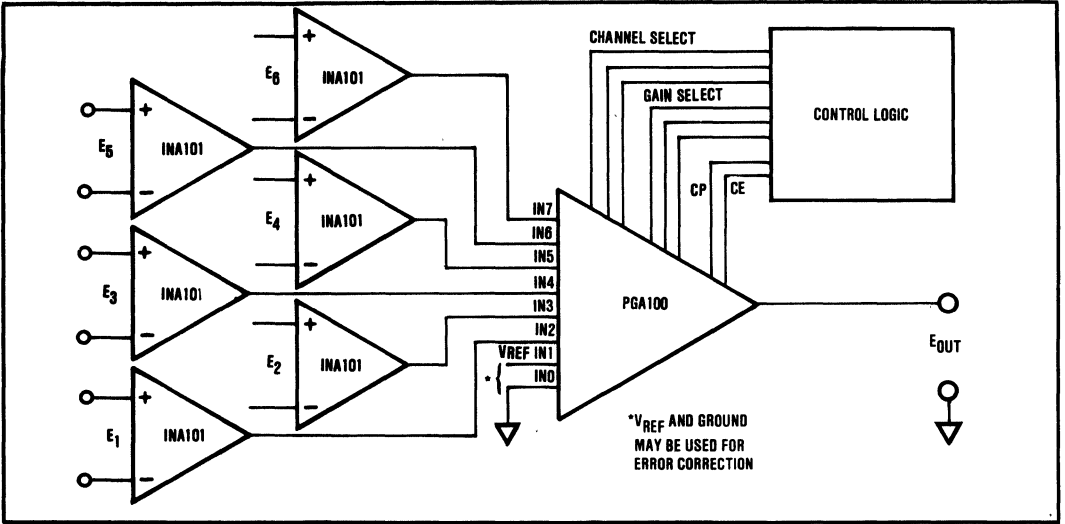 CHANNEL SELECT
GAIN SELECT
CONTROL LOGIC
CP
CE
+
E6
INA101
−
+
E5
INA101
−
+
E4
INA101
−
+
E3
INA101
−
+
E2
INA101
−
+
E1
INA101
−
IN7
IN6
IN5
IN4
IN3
IN2
VREF IN1
* { IN0
PGA100
EOUT
*VREF AND GROUND
MAY BE USED FOR
ERROR CORRECTION